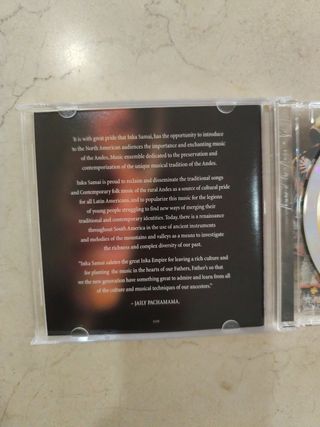 It is with great pride that Inka Samai, has the opportunity to introduce
to the North American audiences the importance and enchanting music
of the Andes. Music ensemble dedicated to the preservation and
contemporization of the unique musical tradition of the Andes.
Inka Samai is proud to reclaim and disseminate the traditional songs
and Contemporary folk music of the rural Andes as a source of cultural pride
for all Latin Americans, and to popularize this music for the legions
of young people struggling to find new ways of merging their
traditional and contemporary identities. Today, there is a renaissance
throughout South America in the use of ancient instruments
and melodies of the mountains and valleys as a means to investigate
the richness and complex diversity of our past.
"Inka Samai salutes the great Inka Empire for leaving a rich culture and
for planting the music in the hearts of our Fathers, Father's so that
we the new generation have something great to admire and learn from all
of the culture and musical techniques of our ancestors."
- JAILY PACHAMAMA.